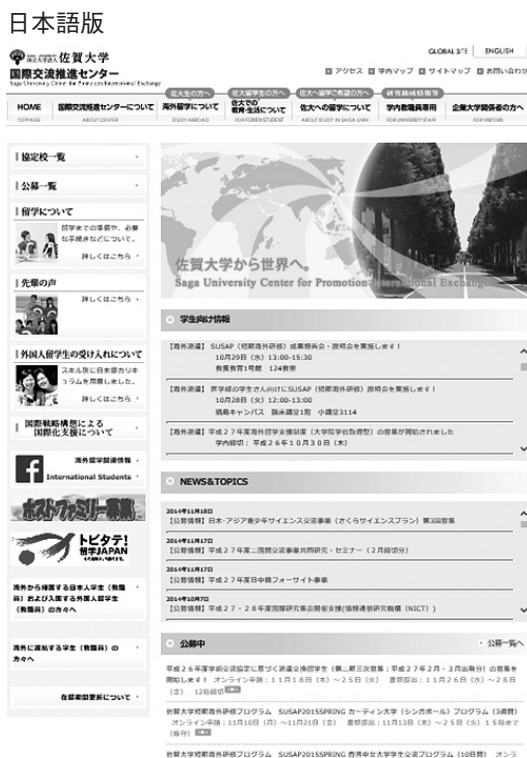 日本語版
国立大学法人 佐賀大学
国際交流推進センター
Saga University Center for Promotion International Exchange
GLOBAL SITE
ENGLISH
アクセス 学内マップ サイトマップ お問い合わせ
佐大生の方へ
佐大留学生の方へ
佐大へ留学ご希望の方へ
研究助成情報等
HOME
国際交流推進センターについて
海外留学について
佐大での
教育・生活について
佐大への留学について
学内教職員専用
企業大学関係者の方へ
TOPPAGE
ABOUT CENTER
STUDY ABROAD
FOR FOREIN STUDENT
ABOUT STUDY IN SAGA UNIV.
FOR UNIVERSITY STAFF
FOR VISITORS
協定校一覧
公募一覧
留学について
留学までの準備や、必要
な手続きなどについて。
詳しくはこちら
先輩の声
詳しくはこちら
外国人留学生の受け入れについて
スキル別に日本語カリキ
ュラムを用意しました。
詳しくはこちら
国際戦略構想による
国際化支援について
海外留学関連情報
International Students
ホストファミリー募集
トビタテ！
留学JAPAN
海外から帰国する日本人学生（教職
員）および入国する外国人留学生
（教職員）の方々へ
海外に渡航する学生（教職員）の
方々へ
在留期間更新について
佐賀大学から世界へ。
Saga University Center for Promotion International Exchange
学生向け情報
【海外派遣】 SUSAP（短期海外研修）成果報告会・説明会を実施します！
10月29日（水）13:00-15:30
教養教育1号館 124教室
【海外派遣】 医学部の学生さん向けにSUSAP（短期海外研修）説明会を実施します！
10月28日（火）12:00-13:00
鍋島キャンパス 臨床講堂1階 小講堂3114
【海外派遣】平成２７年度海外留学支援制度（大学院学位取得型）の募集が開始されました
学内締切：平成２６年１０月３０日（木）
NEWS&TOPICS
2014年11月18日
【公募情報】日本・アジア青少年サイエンス交流事業（さくらサイエンスプラン）第3回募集
2014年11月17日
【公募情報】平成２７年度二国間交流事業共同研究・セミナー（２月締切分）
2014年11月17日
【公募情報】平成２７年度日中韓フォーサイト事業
2014年10月7日
【公募情報】平成２７・２８年度国際研究集会開催支援(情報通信研究機構（NICT）)
公募中
公募一覧へ
平成２６年度学術交流協定に基づく派遣交換留学生（第二期三次募集：平成２７年２月・３月出発分）の募集を
開始します！ オンライン申請：１１月１８日（木）～２５日（火） 書類提出：１１月２６日（水）～２８日
（金） １２時締切
佐賀大学短期海外研修プログラム SUSAP2015SPRING カーティン大学（シンガポール）プログラム（3週間）
オンライン申請：11月10日（月）～11月21日（金） 書類提出：11月13日（木）～２５日（火）１５時まで
（厳守）
佐賀大学短期海外研修プログラム SUSAP2015SPRING 香港中文大学学生交流プログラム（10日間） オンラ